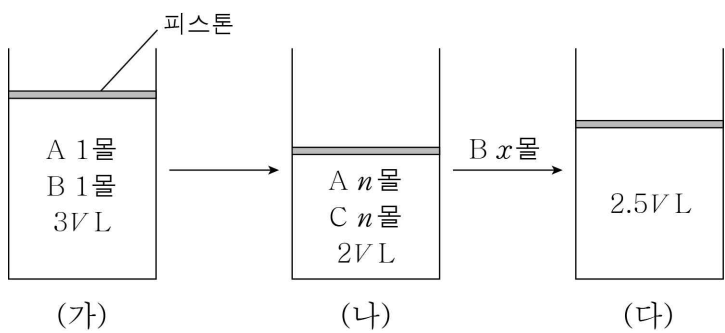 피스톤
A 1몰
B 1몰
3V L
A n몰
C n몰
2V L
B x몰
2.5V L
(가)
(나)
(다)